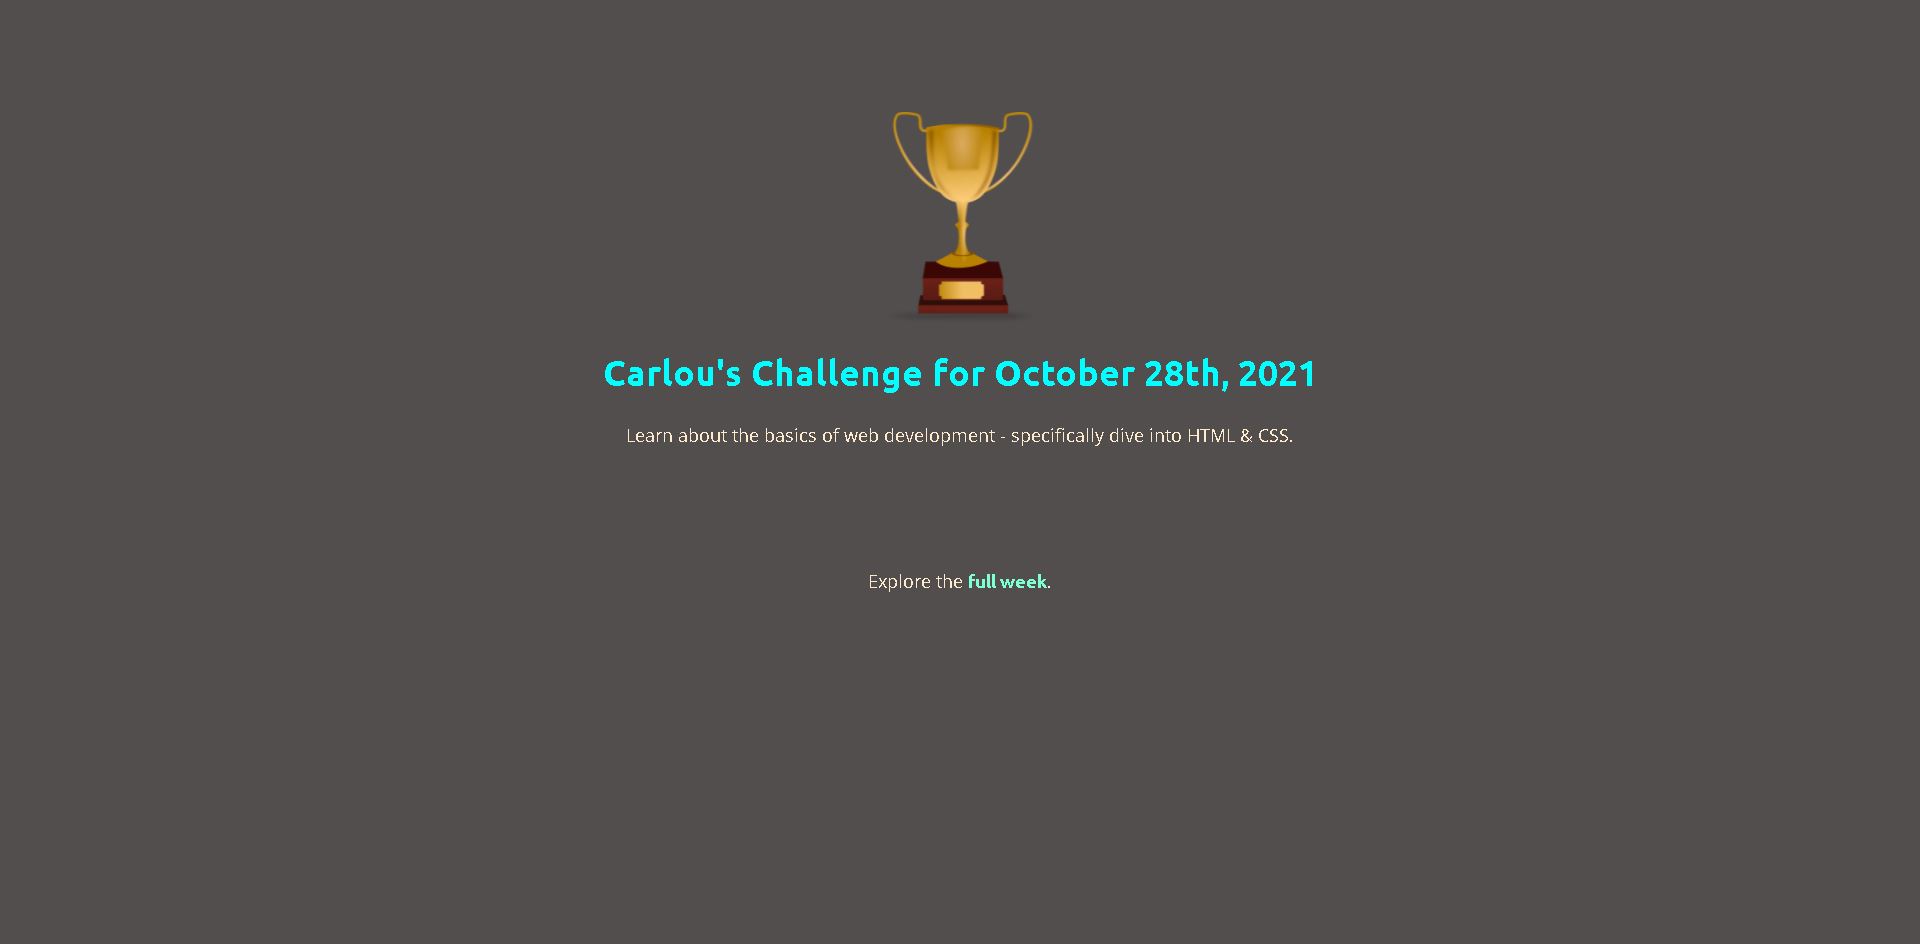 Carlou's Challenge for October 28th, 2021
Learn about the basics of web development - specifically dive into HTML & CSS.
Explore the full week.